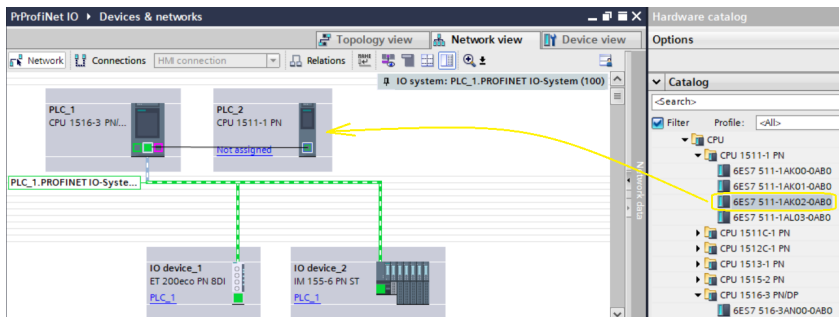 PrProfiNet IO ▸ Devices & networks
Hardware catalog
Topology view
Network view
Device view
Options
Network
Connections
HMI connection
Relations
IO system: PLC_1.PROFINET IO-System (100)
Catalog
<Search>
Filter
Profile:
<All>
PLC_1
CPU 1516-3 PN/...
PLC_2
CPU 1511-1 PN
Not assigned
PLC_1.PROFINET IO-Syste...
IO device_1
ET 200eco PN 8DI
PLC_1
IO device_2
IM 155-6 PN ST
PLC_1
Network data
CPU
CPU 1511-1 PN
6ES7 511-1AK00-0AB0
6ES7 511-1AK01-0AB0
6ES7 511-1AK02-0AB0
6ES7 511-1AL03-0AB0
CPU 1511C-1 PN
CPU 1512C-1 PN
CPU 1513-1 PN
CPU 1515-2 PN
CPU 1516-3 PN/DP
6ES7 516-3AN00-0AB0